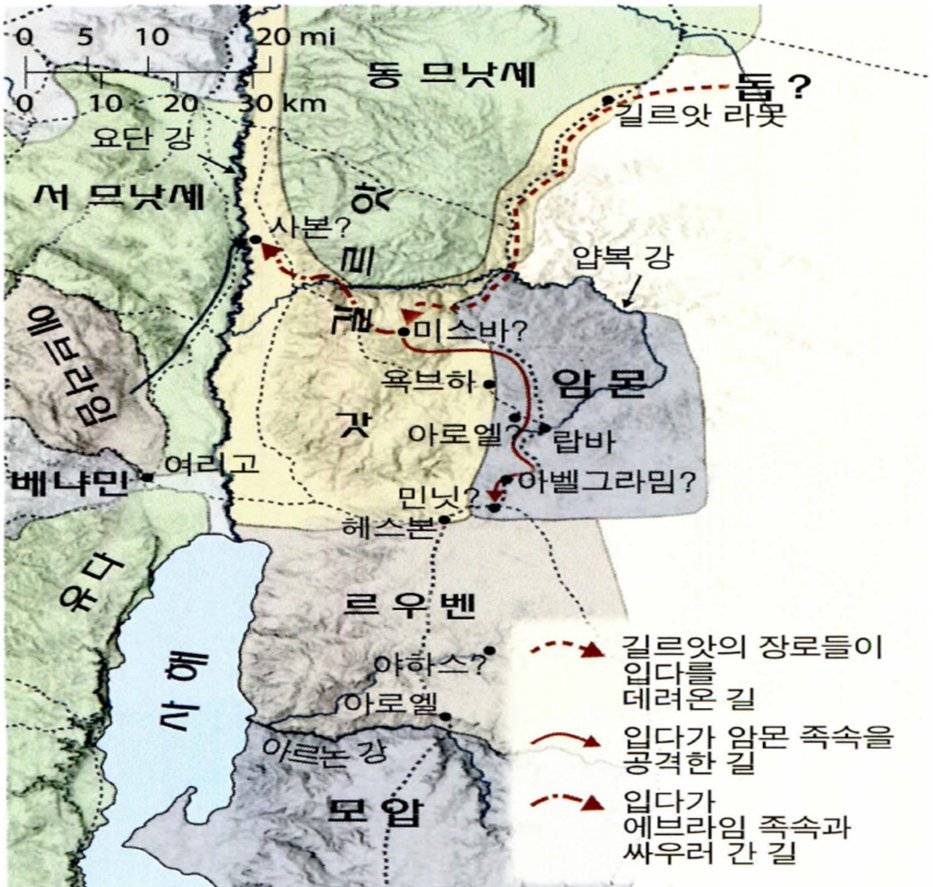 0 5 10 20 mi
0 10 20 30 km
동 므낫세
돕?
길르앗 라못
요단 강
서 므낫세
사본?
길르앗
얍복 강
에브라임
미스바?
욕브하
암몬
갓
아로엘?
랍바
여리고
베냐민
아벨그라밈?
민닛?
헤스본
유다
르우벤
사해
야하스?
아로엘
아르논 강
모압
길르앗의 장로들이
입다를
데려온 길
입다가 암몬 족속을
공격한 길
입다가
에브라임 족속과
싸우러 간 길